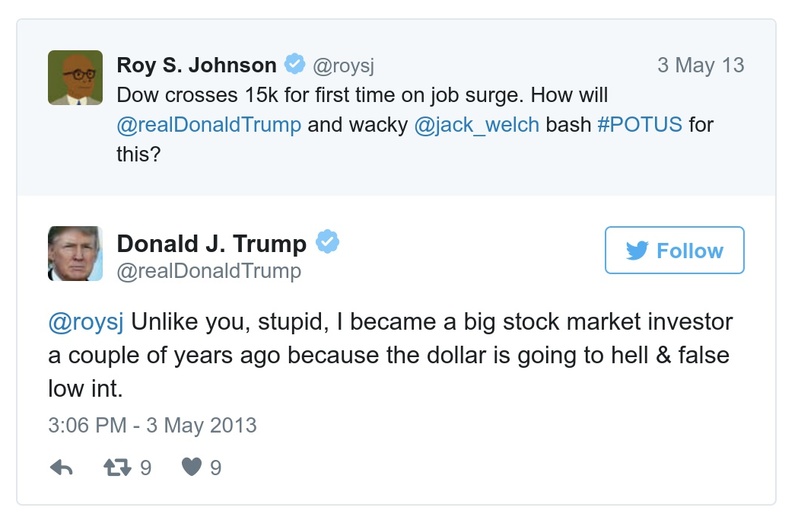 Roy S. Johnson @roysj 3 May 13
Dow crosses 15k for first time on job surge. How will
@realDonaldTrump and wacky @jack_welch bash #POTUS for
this?
Donald J. Trump
@realDonaldTrump
Follow
@roysj Unlike you, stupid, I became a big stock market investor
a couple of years ago because the dollar is going to hell & false
low int.
3:06 PM - 3 May 2013
9 9